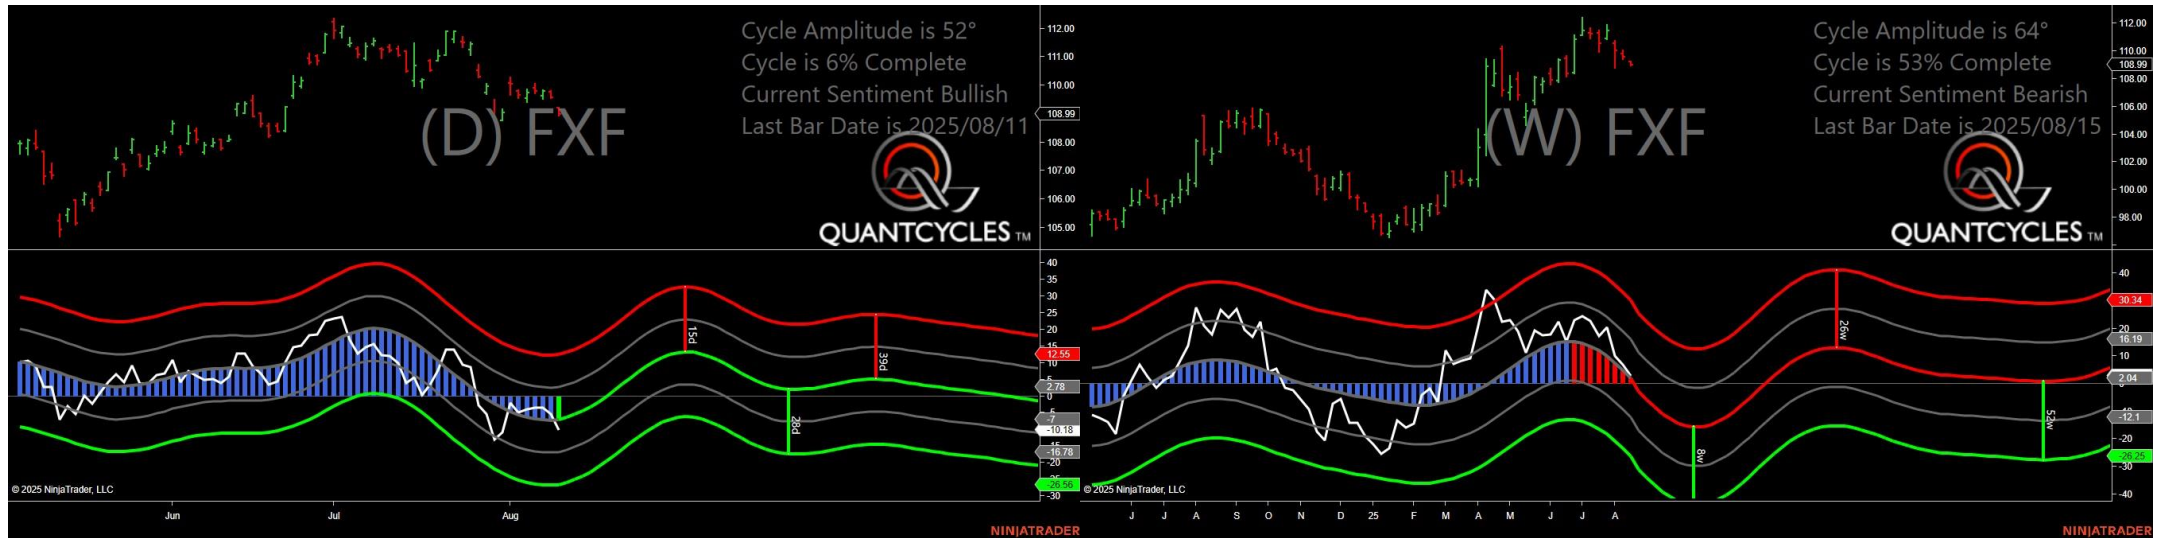 Cycle Amplitude is 52°
Cycle is 6% Complete
Current Sentiment Bullish
Last Bar Date is 2025/08/11
(D) FXF
QUANTCYCLES TM
112.00
111.00
110.00
108.99
108.00
107.00
106.00
105.00
40
35
30
25
20
15
12.55
10
5
2.78
0
-5
-7
-10.18
-15
-16.78
-20
-26.56
-30
15d
39d
28d
© 2025 NinjaTrader, LLC
Jun
Jul
Aug
NINJATRADER
Cycle Amplitude is 64°
Cycle is 53% Complete
Current Sentiment Bearish
Last Bar Date is 2025/08/15
(W) FXF
QUANTCYCLES TM
112.00
110.00
108.99
108.00
106.00
104.00
102.00
100.00
98.00
40
30.34
20
16.19
10
2.04
-12.1
-20
-26.25
-30
-40
26w
8w
52w
© 2025 NinjaTrader, LLC
J J A S O N D 25 F M A M J J A
NINJATRADER